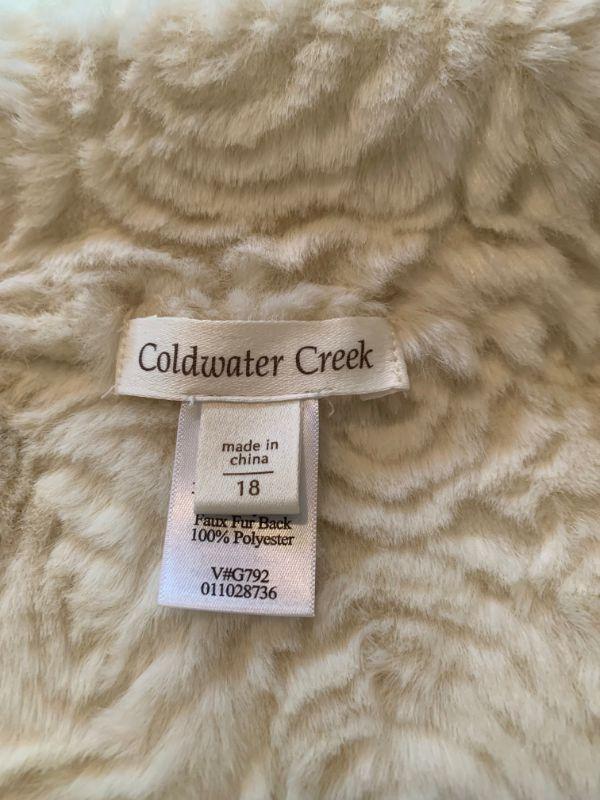 Coldwater Creek
made in
china
18
Faux Fur Back
100% Polyester
V#G792
011028736